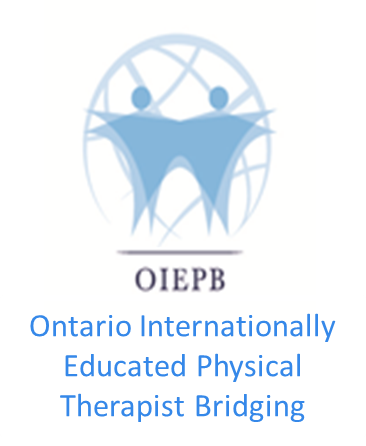 OIEPB
Ontario Internationally
Educated Physical
Therapist Bridging